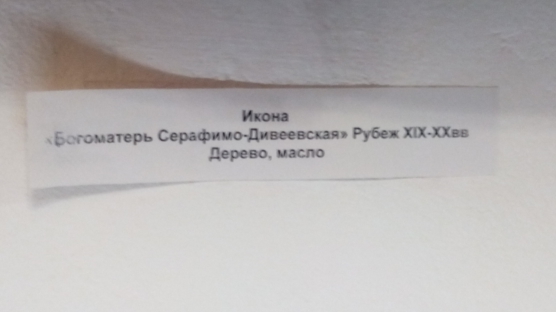 Икона
«Богоматерь Серафимо-Дивеевская» Рубеж XIX-XXвв
Дерево, масло